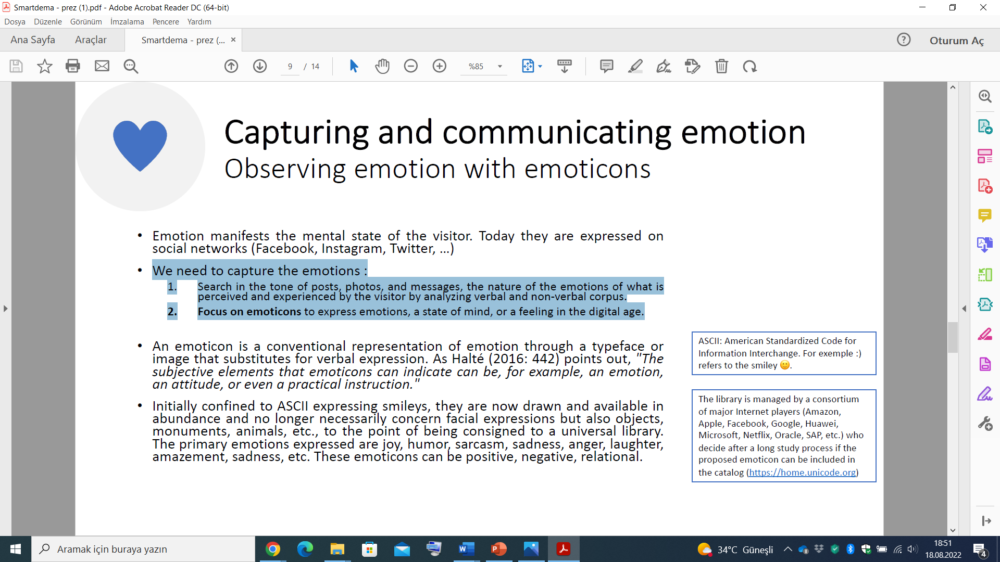 Smartdema - prez (1).pdf - Adobe Acrobat Reader DC (64-bit)
Dosya Düzenle Görünüm İmzalama Pencere Yardım
Ana Sayfa Araçlar Smartdema - prez (... × Oturum Aç
9 / 14 %85
Capturing and communicating emotion
Observing emotion with emoticons
• Emotion manifests the mental state of the visitor. Today they are expressed on
social networks (Facebook, Instagram, Twitter, ...)
• We need to capture the emotions :
1. Search in the tone of posts, photos, and messages, the nature of the emotions of what is
perceived and experienced by the visitor by analyzing verbal and non-verbal corpus.
2. Focus on emoticons to express emotions, a state of mind, or a feeling in the digital age.
• An emoticon is a conventional representation of emotion through a typeface or
image that substitutes for verbal expression. As Halté (2016: 442) points out, "The
subjective elements that emoticons can indicate can be, for example, an emotion,
an attitude, or even a practical instruction."
• Initially confined to ASCII expressing smileys, they are now drawn and available in
abundance and no longer necessarily concern facial expressions but also objects,
monuments, animals, etc., to the point of being consigned to a universal library.
The primary emotions expressed are joy, humor, sarcasm, sadness, anger, laughter,
amazement, sadness, etc. These emoticons can be positive, negative, relational.
ASCII: American Standardized Code for
Information Interchange. For exemple :)
refers to the smiley 🙂.
The library is managed by a consortium
of major Internet players (Amazon,
Apple, Facebook, Google, Huawei,
Microsoft, Netflix, Oracle, SAP, etc.) who
decide after a long study process if the
proposed emoticon can be included in
the catalog (https://home.unicode.org)
Aramak için buraya yazın
34°C Güneşli
18:51
18.08.2022
4